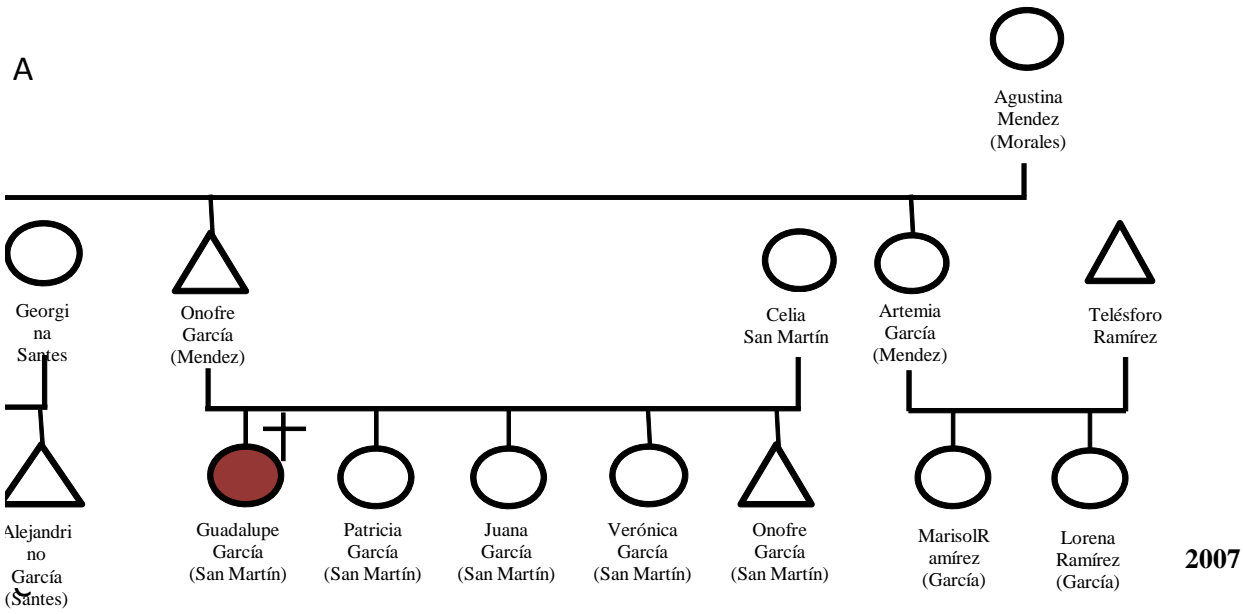 A
Agustina
Mendez
(Morales)
Georgi
na
Santes
Onofre
García
(Mendez)
Celia
San Martín
Artemia
García
(Mendez)
Telésforo
Ramírez
Alejandri
no
García
(Santes)
Guadalupe
García
(San Martín)
Patricia
García
(San Martín)
Juana
García
(San Martín)
Verónica
García
(San Martín)
Onofre
García
(San Martín)
MarisolR
amírez
(García)
Lorena
Ramírez
(García)
2007